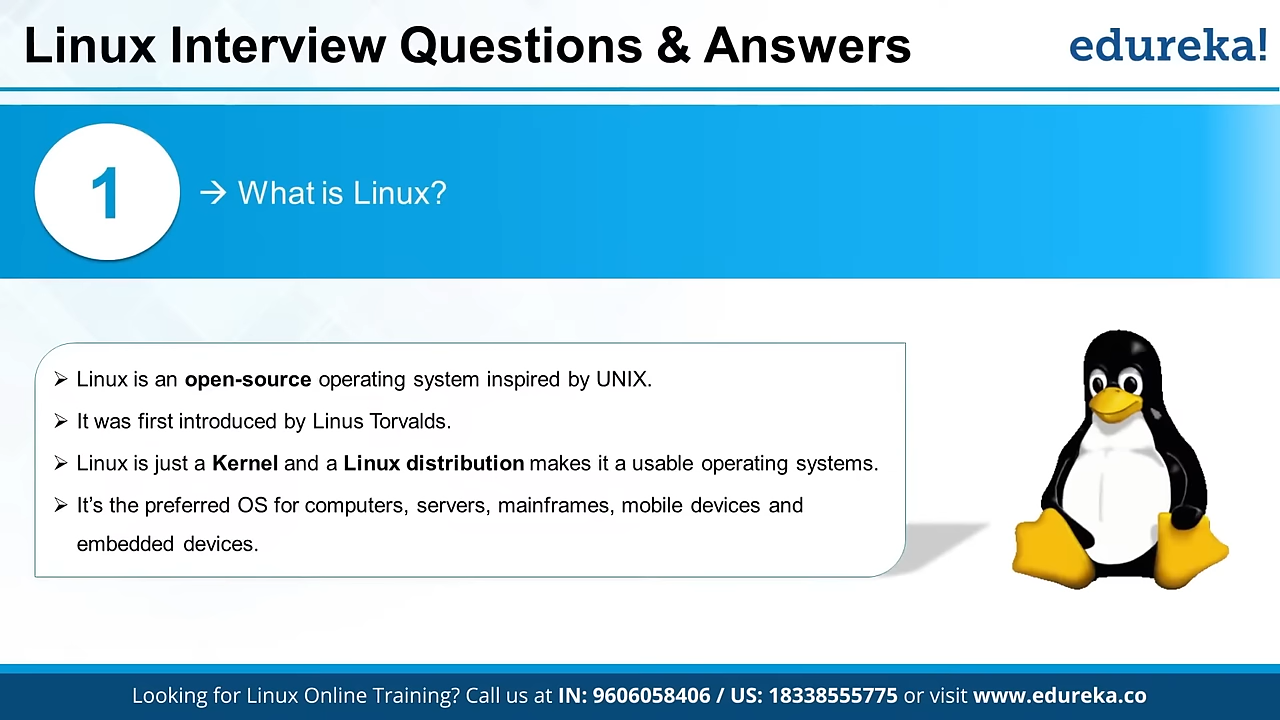 Linux Interview Questions & Answers
edureka!
1
→ What is Linux?
➢ Linux is an open-source operating system inspired by UNIX.
➢ It was first introduced by Linus Torvalds.
➢ Linux is just a Kernel and a Linux distribution makes it a usable operating systems.
➢ It’s the preferred OS for computers, servers, mainframes, mobile devices and
embedded devices.
Looking for Linux Online Training? Call us at IN: 9606058406 / US: 18338555775 or visit www.edureka.co